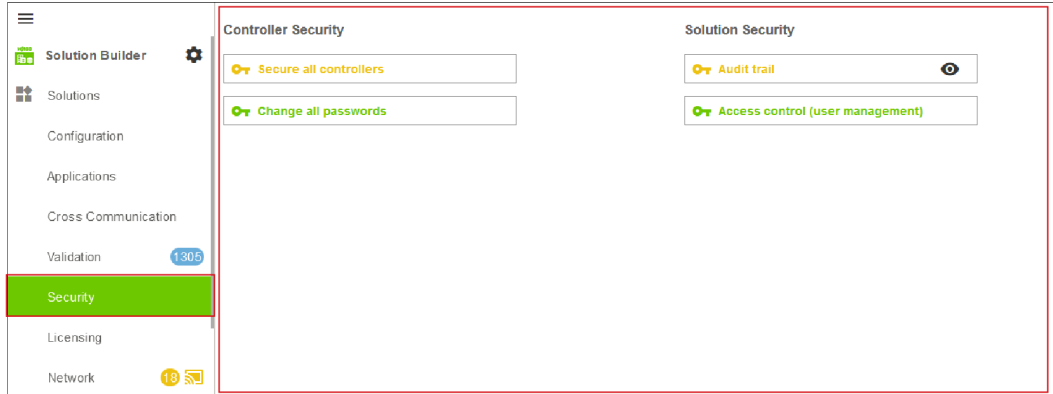 Solution Builder
Solutions
Configuration
Applications
Cross Communication
Validation 1305
Security
Licensing
Network 18
Controller Security
Secure all controllers
Change all passwords
Solution Security
Audit trail
Access control (user management)